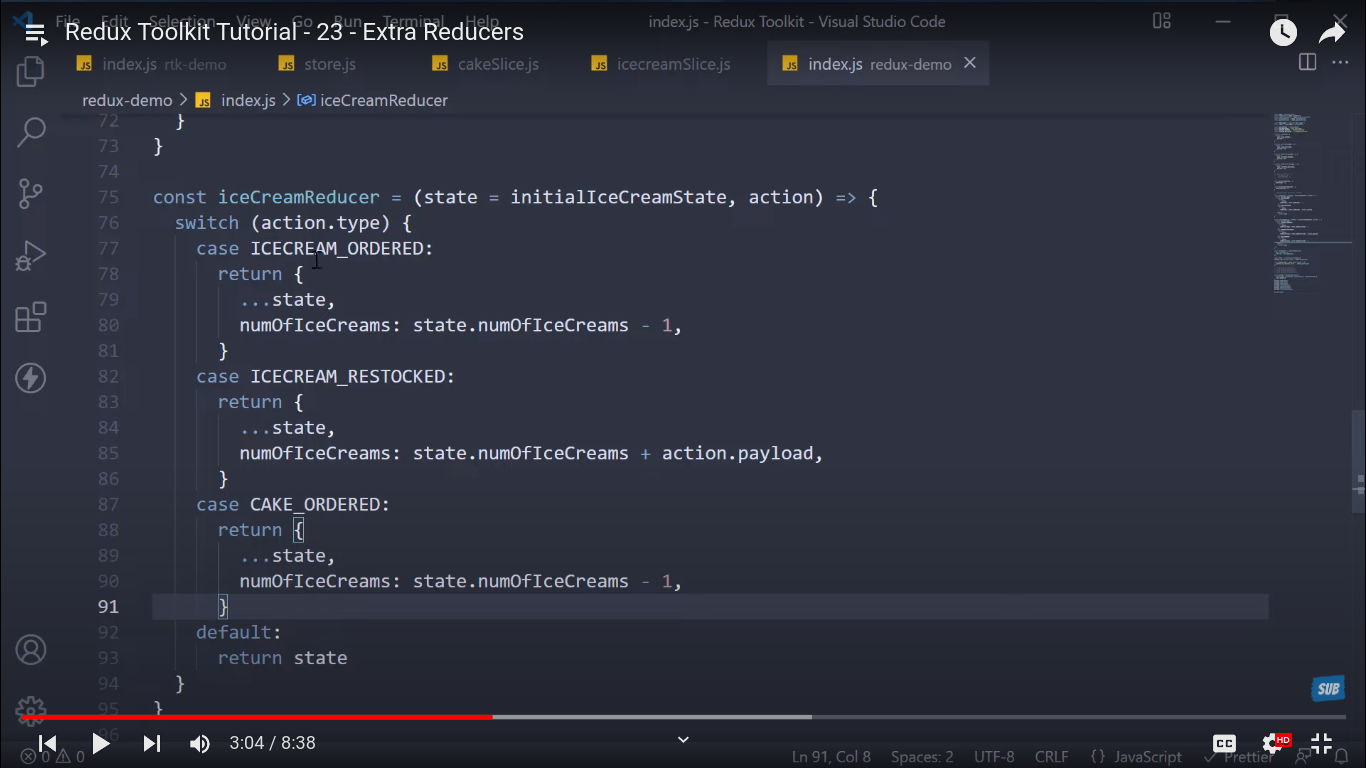 File Edit Selection View Go Run Terminal Help index.js - Redux Toolkit - Visual Studio Code
Redux Toolkit Tutorial - 23 - Extra Reducers
JS index.js rtk-demo JS store.js JS cakeSlice.js JS icecreamSlice.js JS index.js redux-demo
redux-demo > JS index.js > iceCreamReducer
72 }
73 }
74
75 const iceCreamReducer = (state = initialIceCreamState, action) => {
76 switch (action.type) {
77 case ICECREAM_ORDERED:
78 return {
79 ...state,
80 numOfIceCreams: state.numOfIceCreams - 1,
81 }
82 case ICECREAM_RESTOCKED:
83 return {
84 ...state,
85 numOfIceCreams: state.numOfIceCreams + action.payload,
86 }
87 case CAKE_ORDERED:
88 return {
89 ...state,
90 numOfIceCreams: state.numOfIceCreams - 1,
91 }
92 default:
93 return state
94 }
SUB
95 }
96
3:04 / 8:38 CC HD
0 0 Ln 91, Col 8 Spaces: 2 UTF-8 CRLF {} JavaScript Prettier